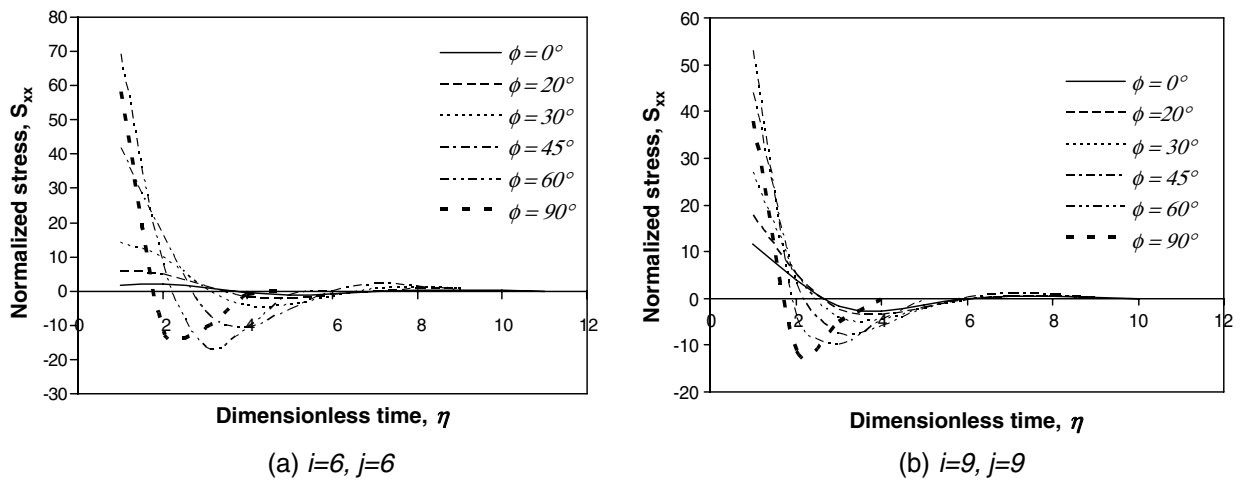 80
70
60
50
40
30
20
10
0
-10
-20
-30
0
2
4
6
8
10
12
Normalized stress, Sxx
Dimensionless time, η
ϕ = 0°
ϕ = 20°
ϕ = 30°
ϕ = 45°
ϕ = 60°
ϕ = 90°
(a) i=6, j=6
60
50
40
30
20
10
0
-10
-20
0
2
4
6
8
10
12
Normalized stress, Sxx
Dimensionless time, η
ϕ = 0°
ϕ =20°
ϕ = 30°
ϕ = 45°
ϕ = 60°
ϕ = 90°
(b) i=9, j=9